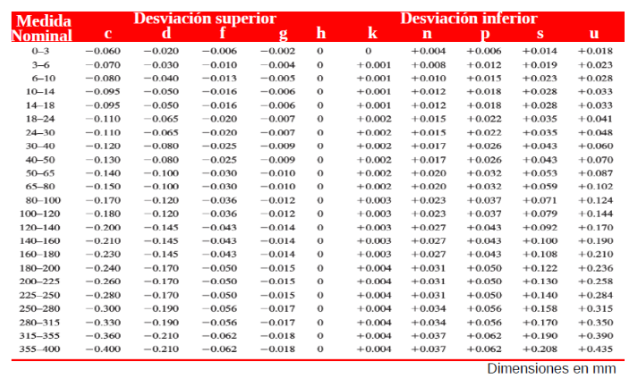 Medida Nominal Desviación superior Desviación inferior
c d f g h k n p s u
0–3 −0.060 −0.020 −0.006 −0.002 0 0 +0.004 +0.006 +0.014 +0.018
3–6 −0.070 −0.030 −0.010 −0.004 0 +0.001 +0.008 +0.012 +0.019 +0.023
6–10 −0.080 −0.040 −0.013 −0.005 0 +0.001 +0.010 +0.015 +0.023 +0.028
10–14 −0.095 −0.050 −0.016 −0.006 0 +0.001 +0.012 +0.018 +0.028 +0.033
14–18 −0.095 −0.050 −0.016 −0.006 0 +0.001 +0.012 +0.018 +0.028 +0.033
18–24 −0.110 −0.065 −0.020 −0.007 0 +0.002 +0.015 +0.022 +0.035 +0.041
24–30 −0.110 −0.065 −0.020 −0.007 0 +0.002 +0.015 +0.022 +0.035 +0.048
30–40 −0.120 −0.080 −0.025 −0.009 0 +0.002 +0.017 +0.026 +0.043 +0.060
40–50 −0.130 −0.080 −0.025 −0.009 0 +0.002 +0.017 +0.026 +0.043 +0.070
50–65 −0.140 −0.100 −0.030 −0.010 0 +0.002 +0.020 +0.032 +0.053 +0.087
65–80 −0.150 −0.100 −0.030 −0.010 0 +0.002 +0.020 +0.032 +0.059 +0.102
80–100 −0.170 −0.120 −0.036 −0.012 0 +0.003 +0.023 +0.037 +0.071 +0.124
100–120 −0.180 −0.120 −0.036 −0.012 0 +0.003 +0.023 +0.037 +0.079 +0.144
120–140 −0.200 −0.145 −0.043 −0.014 0 +0.003 +0.027 +0.043 +0.092 +0.170
140–160 −0.210 −0.145 −0.043 −0.014 0 +0.003 +0.027 +0.043 +0.100 +0.190
160–180 −0.230 −0.145 −0.043 −0.014 0 +0.003 +0.027 +0.043 +0.108 +0.210
180–200 −0.240 −0.170 −0.050 −0.015 0 +0.004 +0.031 +0.050 +0.122 +0.236
200–225 −0.260 −0.170 −0.050 −0.015 0 +0.004 +0.031 +0.050 +0.130 +0.258
225–250 −0.280 −0.170 −0.050 −0.015 0 +0.004 +0.031 +0.050 +0.140 +0.284
250–280 −0.300 −0.190 −0.056 −0.017 0 +0.004 +0.034 +0.056 +0.158 +0.315
280–315 −0.330 −0.190 −0.056 −0.017 0 +0.004 +0.034 +0.056 +0.170 +0.350
315–355 −0.360 −0.210 −0.062 −0.018 0 +0.004 +0.037 +0.062 +0.190 +0.390
355–400 −0.400 −0.210 −0.062 −0.018 0 +0.004 +0.037 +0.062 +0.208 +0.435
Dimensiones en mm